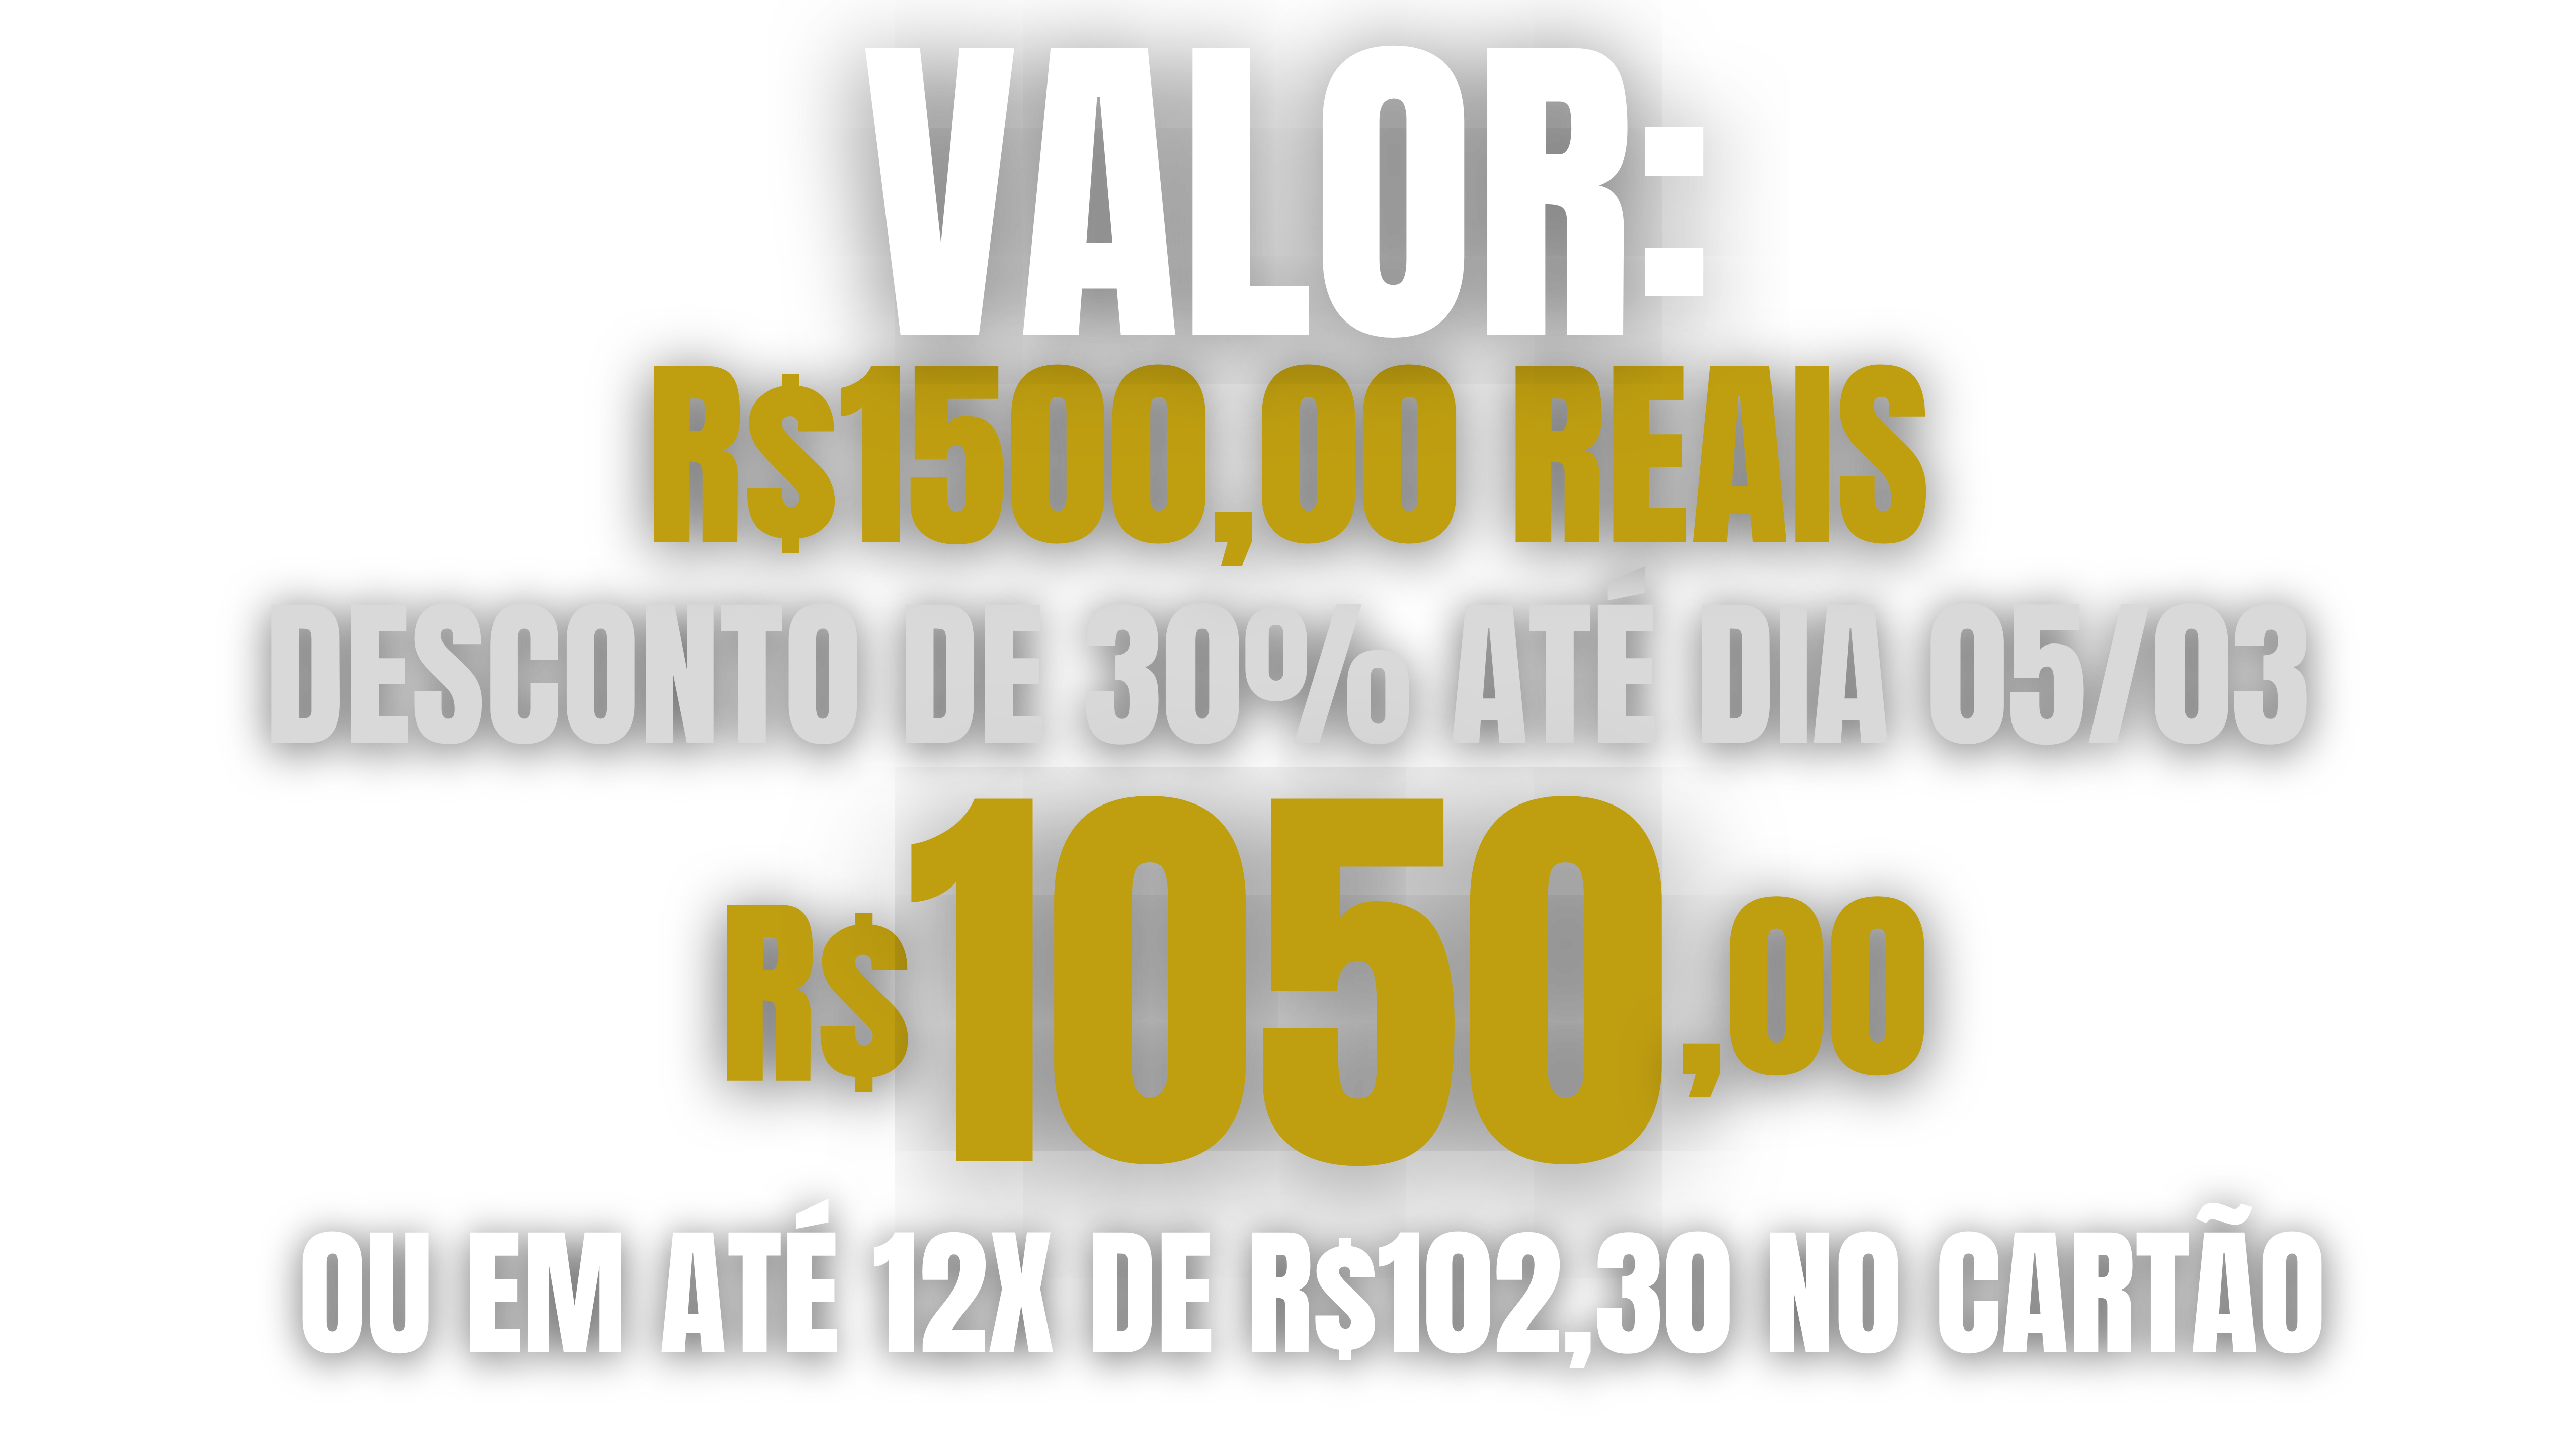 VALOR:
R$1500,00 REAIS
DESCONTO DE 30% ATÉ DIA 05/03
R$1050,00
OU EM ATÉ 12X DE R$102,30 NO CARTÃO